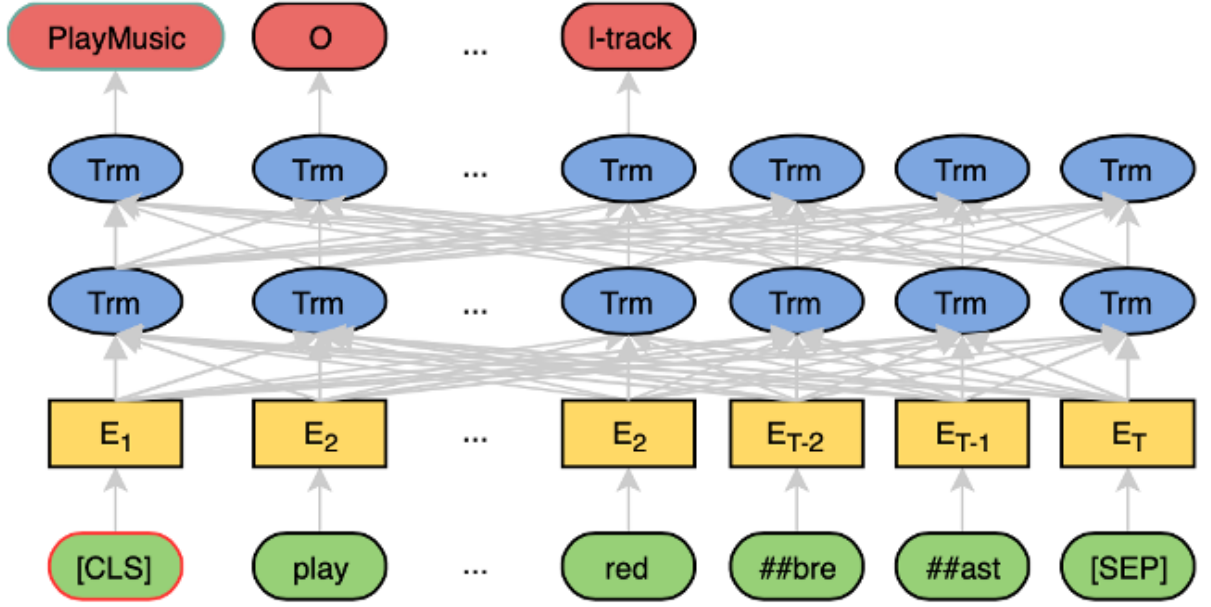 PlayMusic O ... I-track
Trm Trm ... Trm Trm Trm Trm
Trm Trm ... Trm Trm Trm Trm
E1 E2 ... E2 ET-2 ET-1 ET
[CLS] play ... red ##bre ##ast [SEP]